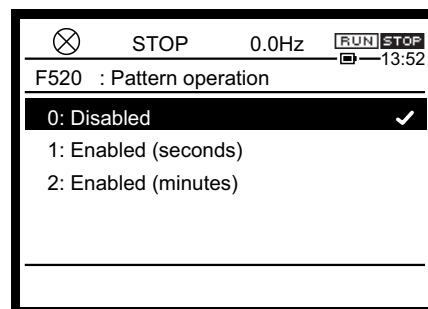 STOP 0.0Hz RUN STOP
13:52
F520 : Pattern operation
0: Disabled
1: Enabled (seconds)
2: Enabled (minutes)